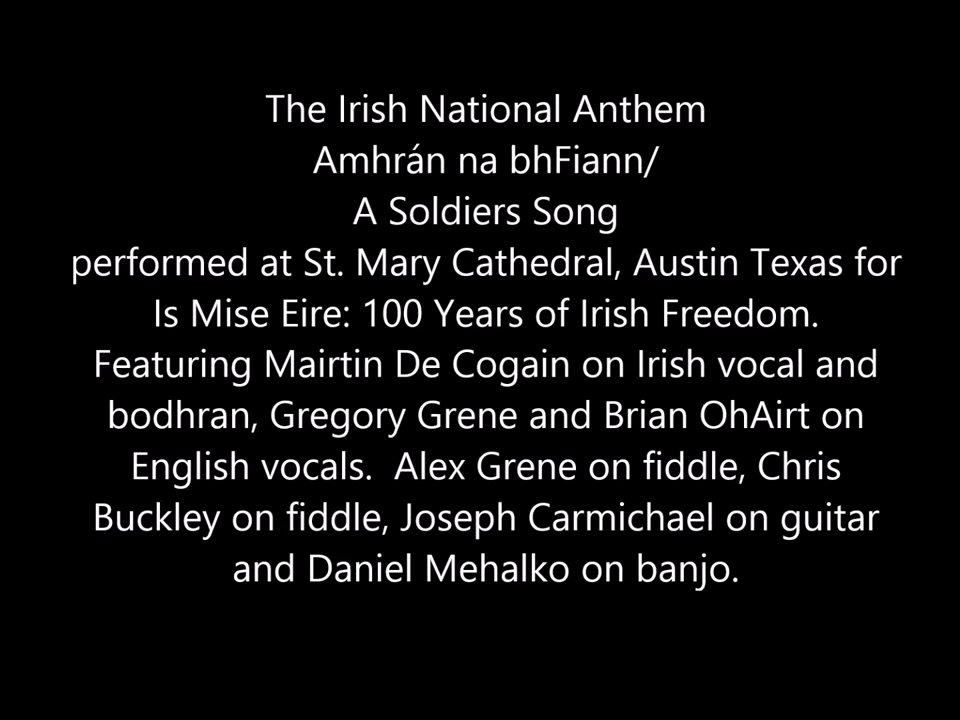 The Irish National Anthem
Amhrán na bhFiann/
A Soldiers Song
performed at St. Mary Cathedral, Austin Texas for
Is Mise Eire: 100 Years of Irish Freedom.
Featuring Mairtin De Cogain on Irish vocal and
bodhran, Gregory Grene and Brian OhAirt on
English vocals.  Alex Grene on fiddle, Chris
Buckley on fiddle, Joseph Carmichael on guitar
and Daniel Mehalko on banjo.